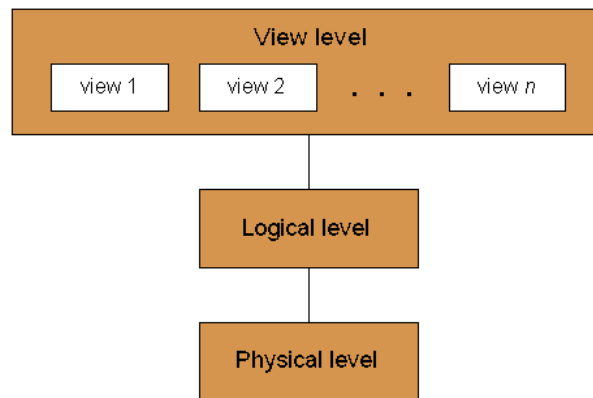 View level
view 1 view 2 . . . view n
Logical level
Physical level